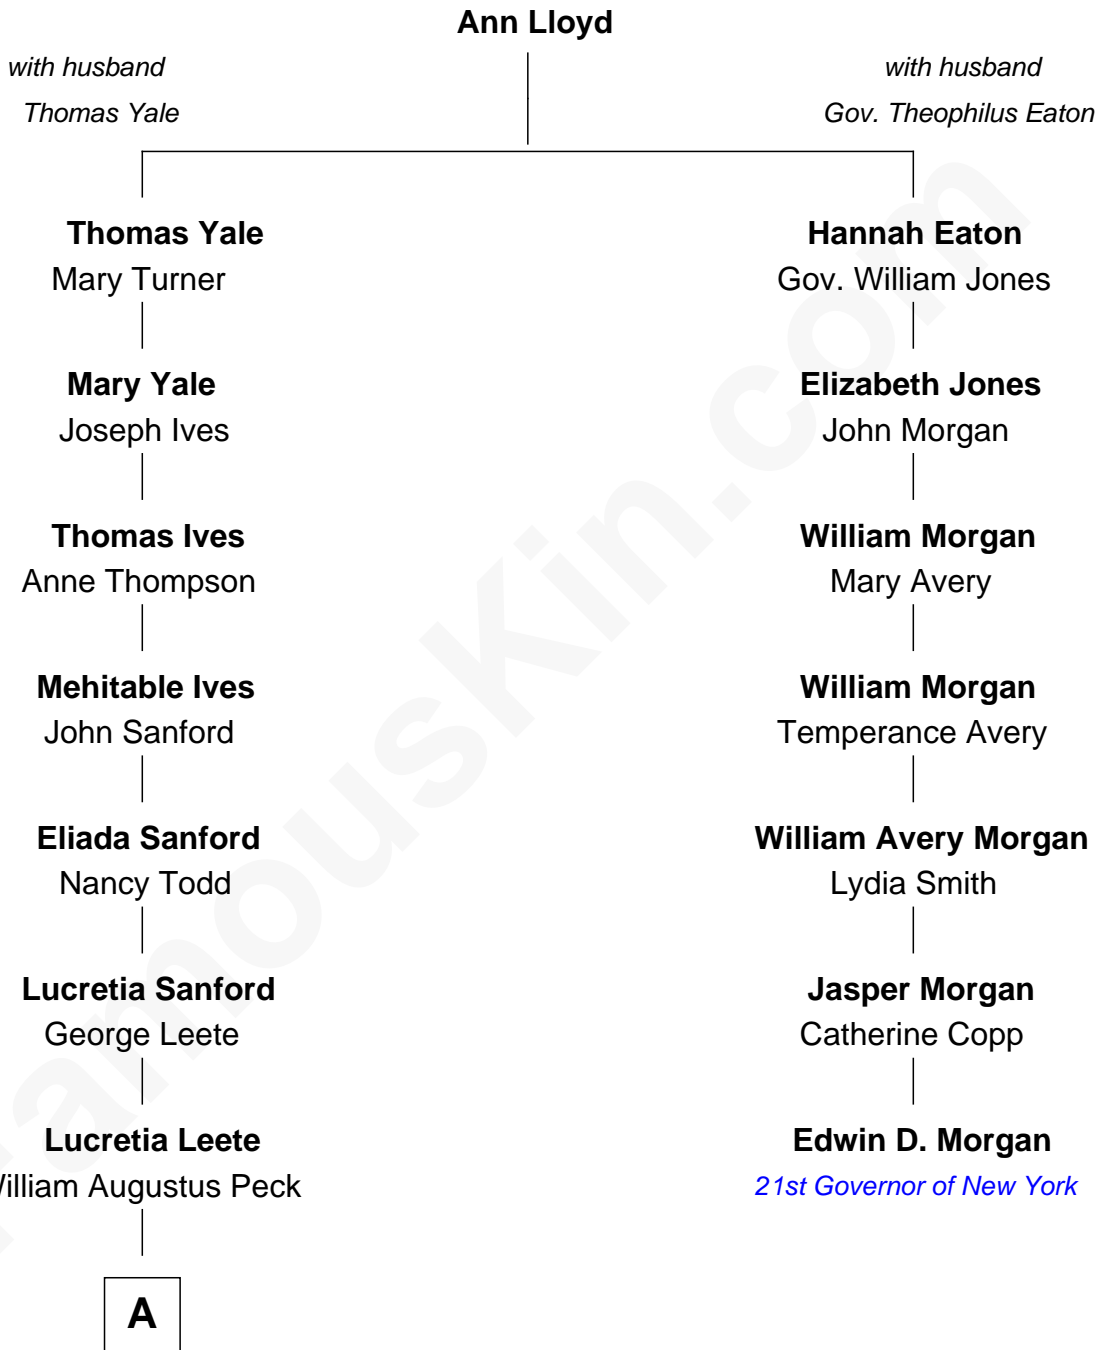 Ann Lloyd
with husband
Thomas Yale
with husband
Gov. Theophilus Eaton
Thomas Yale
Mary Turner
Hannah Eaton
Gov. William Jones
Mary Yale
Joseph Ives
Elizabeth Jones
John Morgan
Thomas Ives
Anne Thompson
William Morgan
Mary Avery
Mehitable Ives
John Sanford
William Morgan
Temperance Avery
Eliada Sanford
Nancy Todd
William Avery Morgan
Lydia Smith
Lucretia Sanford
George Leete
Jasper Morgan
Catherine Copp
Lucretia Leete
William Augustus Peck
Edwin D. Morgan
21st Governor of New York
A
FamousKin.com